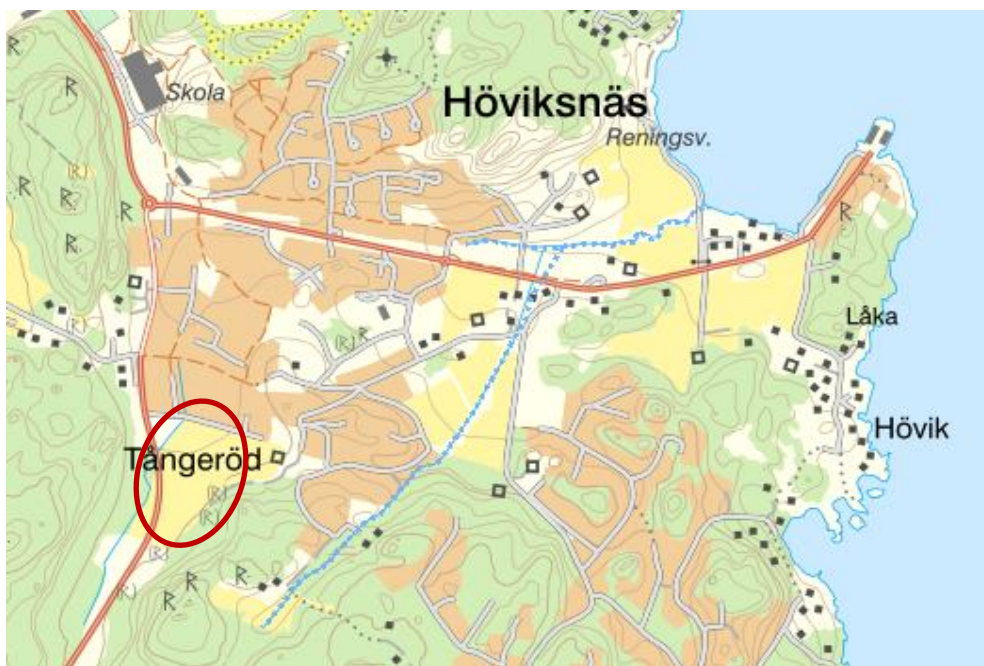 Skola
Höviksnäs
Reningsv.
Låka
Hövik
Tångeröd
R
R
R
R
R
R
R
R
R
R
R
(R)
(R)
(R)
(R)
(R)
(R)